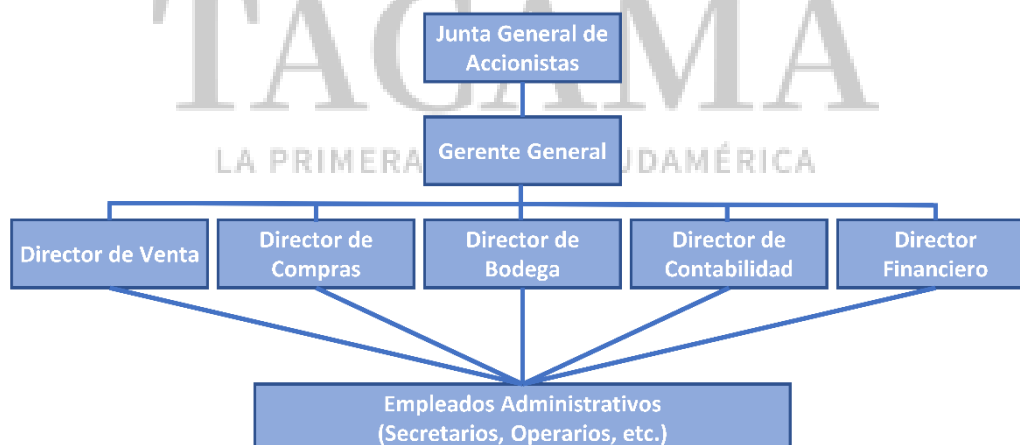 TACAMA
Junta General de
Accionistas
Gerente General
LA PRIMERA
UDAMÉRICA
Director de Venta
Director de
Compras
Director de
Bodega
Director de
Contabilidad
Director
Financiero
Empleados Administrativos
(Secretarios, Operarios, etc.)